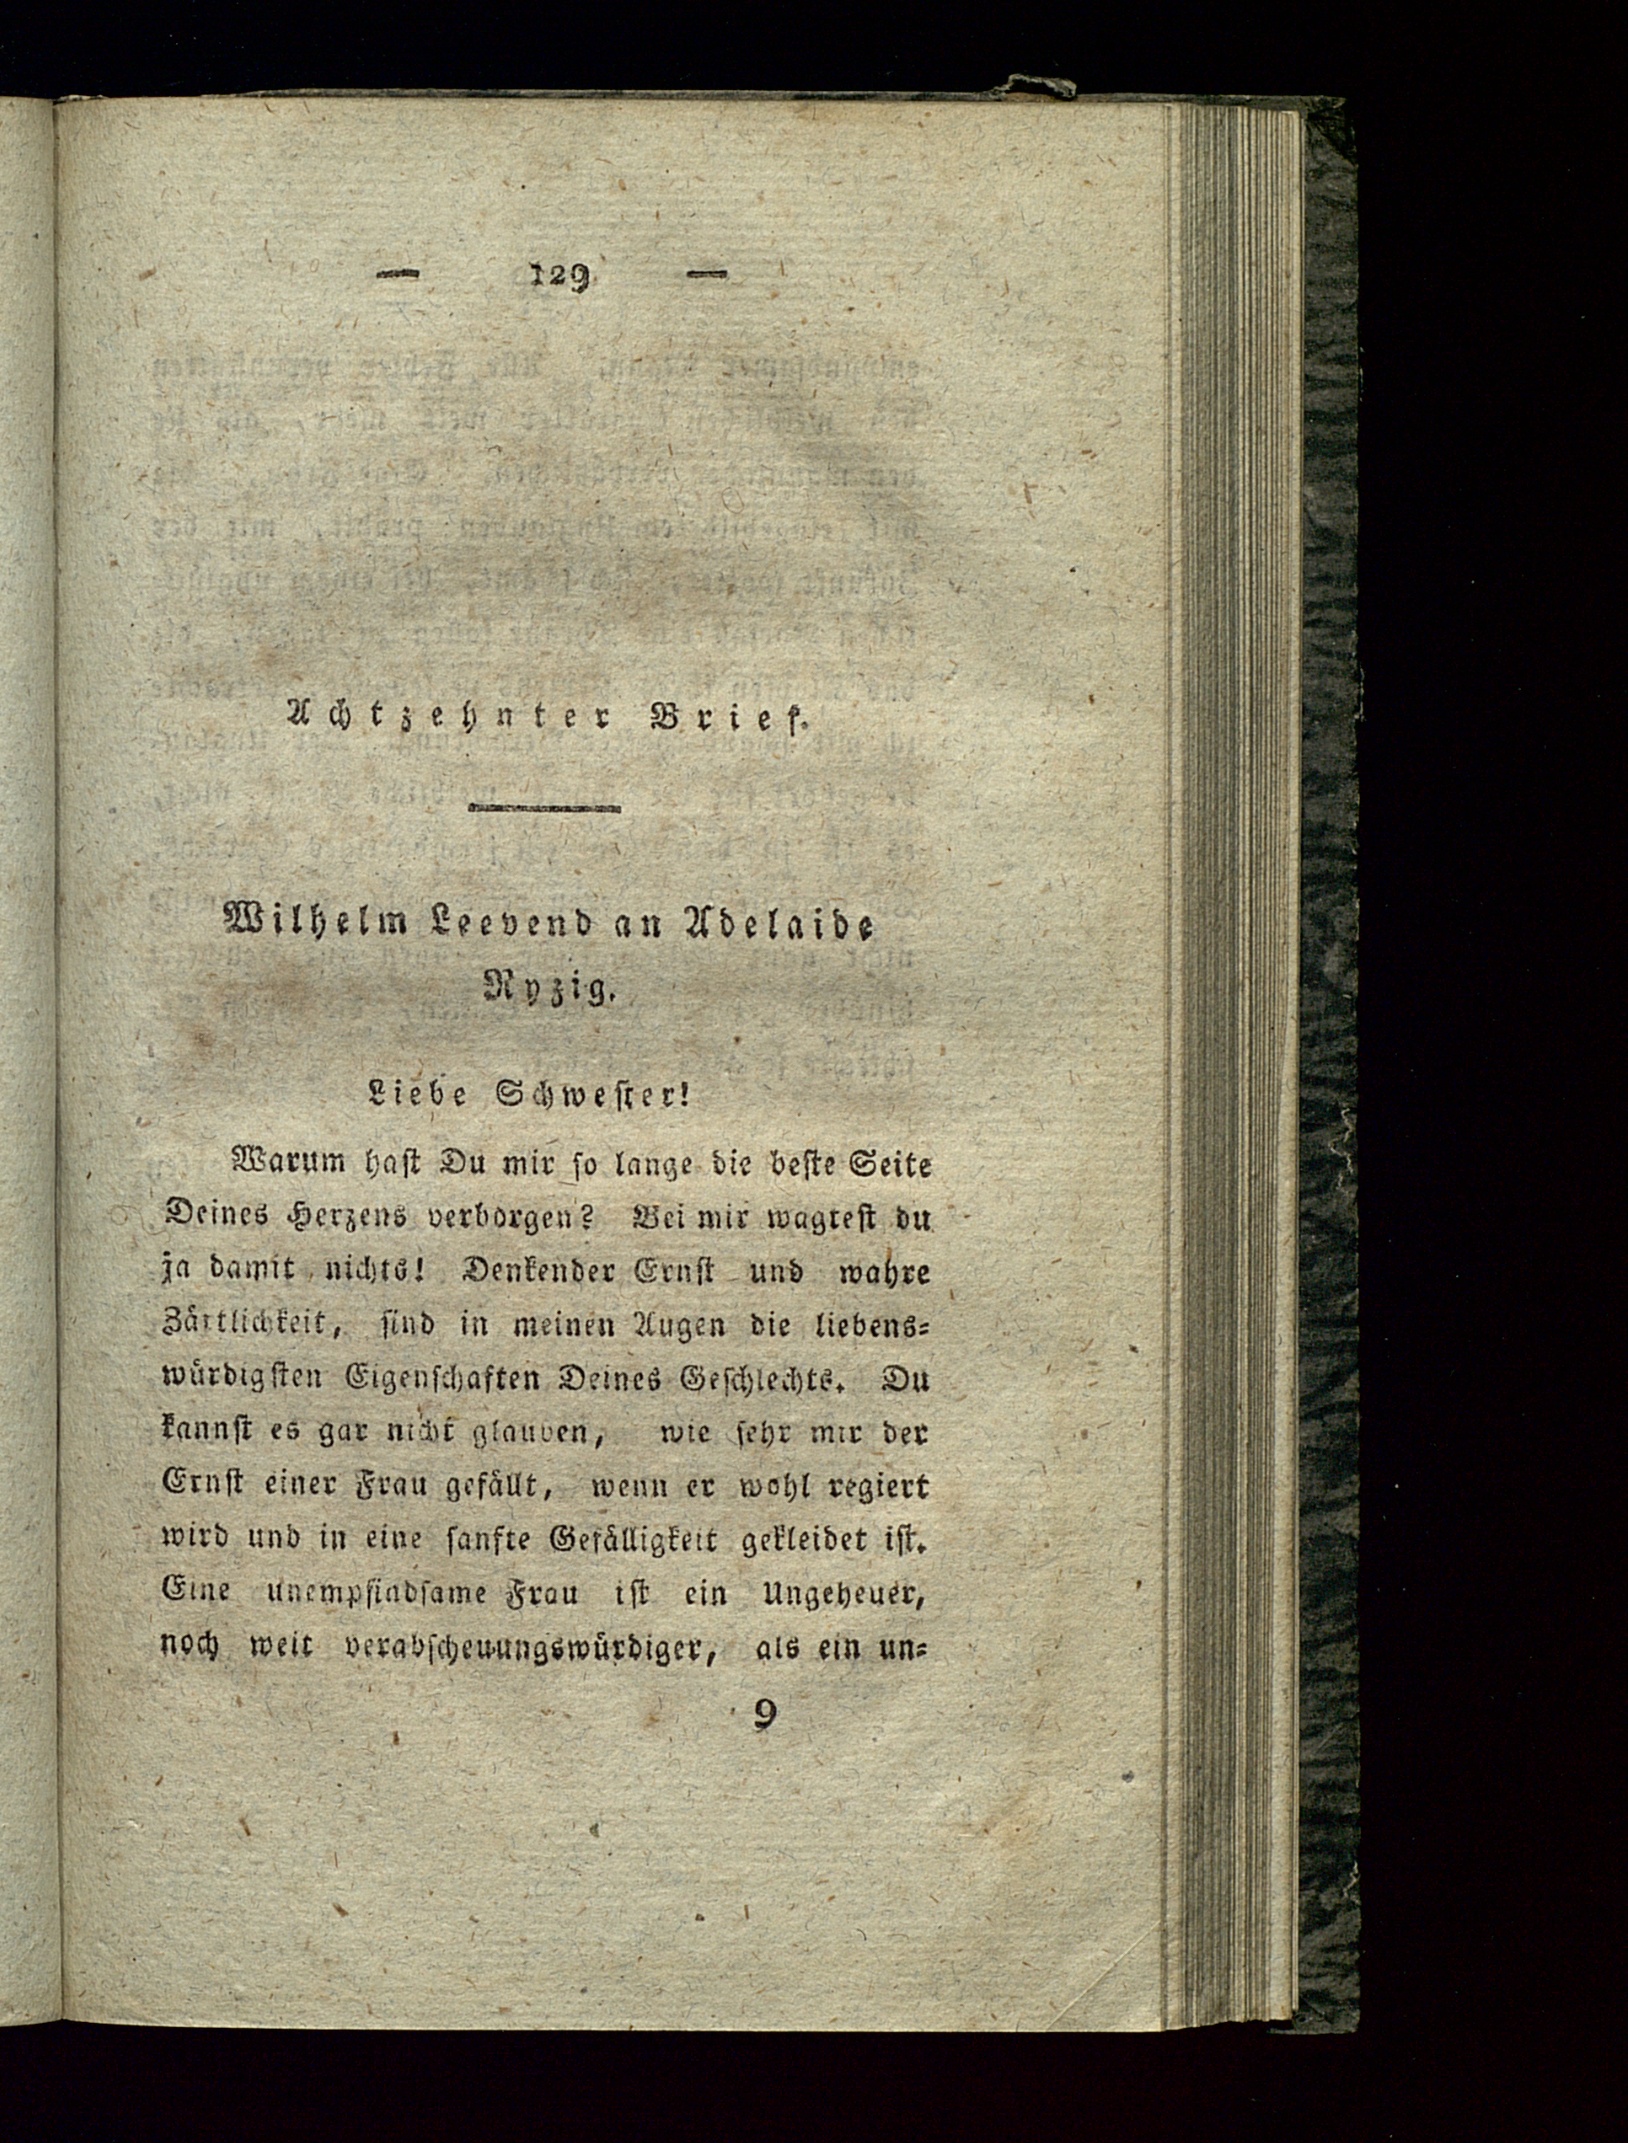 — 129 —
Achtzehnter Brief.
Wilhelm Leevend an Adelaide
Ryzig.
Liebe Schweſter!
Warum haſt Du mir ſo lange die beſte Seite
Deines Herzens verborgen? Bei mir wagteſt du
ja damit nichts! Denkender Ernſt und wahre
Zärtlichkeit, ſind in meinen Augen die liebens⸗
würdigſten Eigenſchaften Deines Geſchlechts. Du
kannſt es gar nicht glauben, wie ſehr mir der
Ernſt einer Frau gefällt, wenn er wohl regiert
wird und in eine ſanfte Gefälligkeit gekleidet iſt.
Eine unempfindſame Frau iſt ein Ungeheuer,
noch weit verabſcheuungswürdiger, als ein un⸗
9